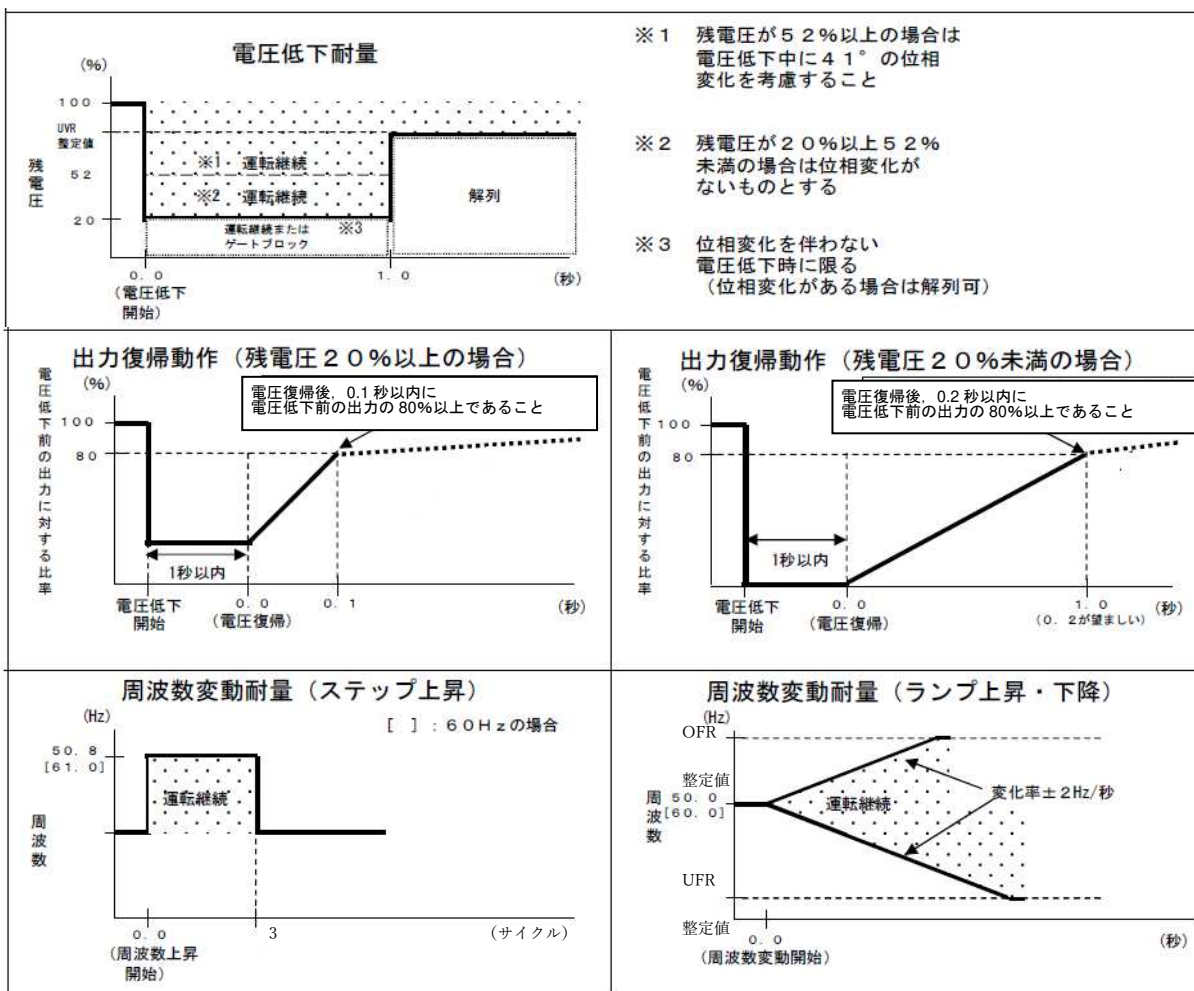 電圧低下耐量
(%)
100
UVR
整定値
残電圧
52
20
※1 運転継続
※2 運転継続
運転継続または ※3
ゲートブロック
解列
0.0
(電圧低下
開始)
1.0
(秒)
※1 残電圧が52%以上の場合は
電圧低下中に41°の位相
変化を考慮すること
※2 残電圧が20%以上52%
未満の場合は位相変化が
ないものとする
※3 位相変化を伴わない
電圧低下時に限る
(位相変化がある場合は解列可)
出力復帰動作(残電圧20%以上の場合)
電圧低下前の出力に対する比率
(%)
電圧復帰後,0.1秒以内に
電圧低下前の出力の80%以上であること
100
80
1秒以内
電圧低下
開始
0.0
(電圧復帰)
0.1
(秒)
出力復帰動作(残電圧20%未満の場合)
電圧低下前の出力に対する比率
(%)
電圧復帰後,0.2秒以内に
電圧低下前の出力の80%以上であること
100
80
1秒以内
電圧低下
開始
0.0
(電圧復帰)
1.0
(0.2が望ましい)
(秒)
周波数変動耐量(ステップ上昇)
(Hz)
[ ]:60Hzの場合
50.8
[61.0]
運転継続
周波数
0.0
(周波数上昇
開始)
3
(サイクル)
周波数変動耐量(ランプ上昇・下降)
(Hz)
OFR
整定値
周波数
50.0
[60.0]
運転継続
変化率±2Hz/秒
UFR
整定値
0.0
(周波数変動開始)
(秒)